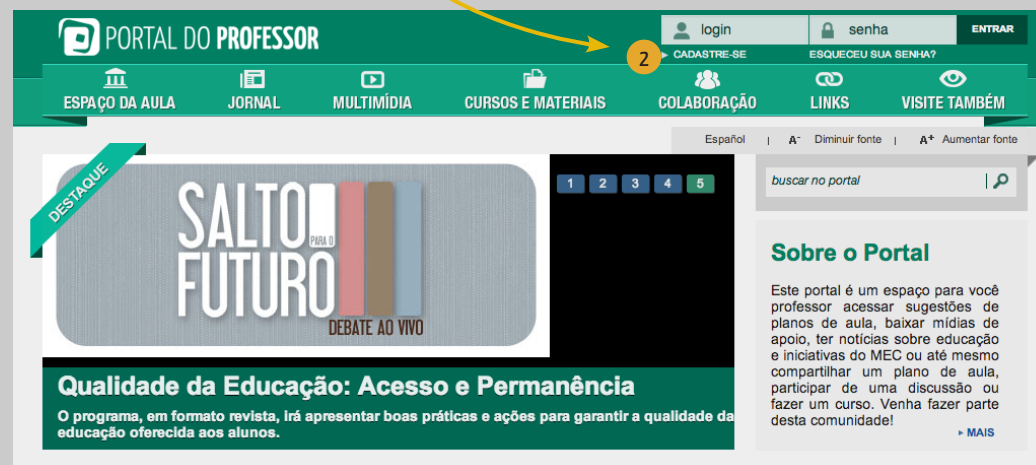 PORTAL DO PROFESSOR
login
senha
ENTRAR
2
▸ CADASTRE-SE
ESQUECEU SUA SENHA?
ESPAÇO DA AULA
JORNAL
MULTIMÍDIA
CURSOS E MATERIAIS
COLABORAÇÃO
LINKS
VISITE TAMBÉM
Español | A- Diminuir fonte | A+ Aumentar fonte
DESTAQUE
SALTO
PARA O
FUTURO
DEBATE AO VIVO
1 2 3 4 5
Qualidade da Educação: Acesso e Permanência
O programa, em formato revista, irá apresentar boas práticas e ações para garantir a qualidade da
educação oferecida aos alunos.
buscar no portal
Sobre o Portal
Este portal é um espaço para você
professor acessar sugestões de
planos de aula, baixar mídias de
apoio, ter notícias sobre educação
e iniciativas do MEC ou até mesmo
compartilhar um plano de aula,
participar de uma discussão ou
fazer um curso. Venha fazer parte
desta comunidade!
▸ MAIS